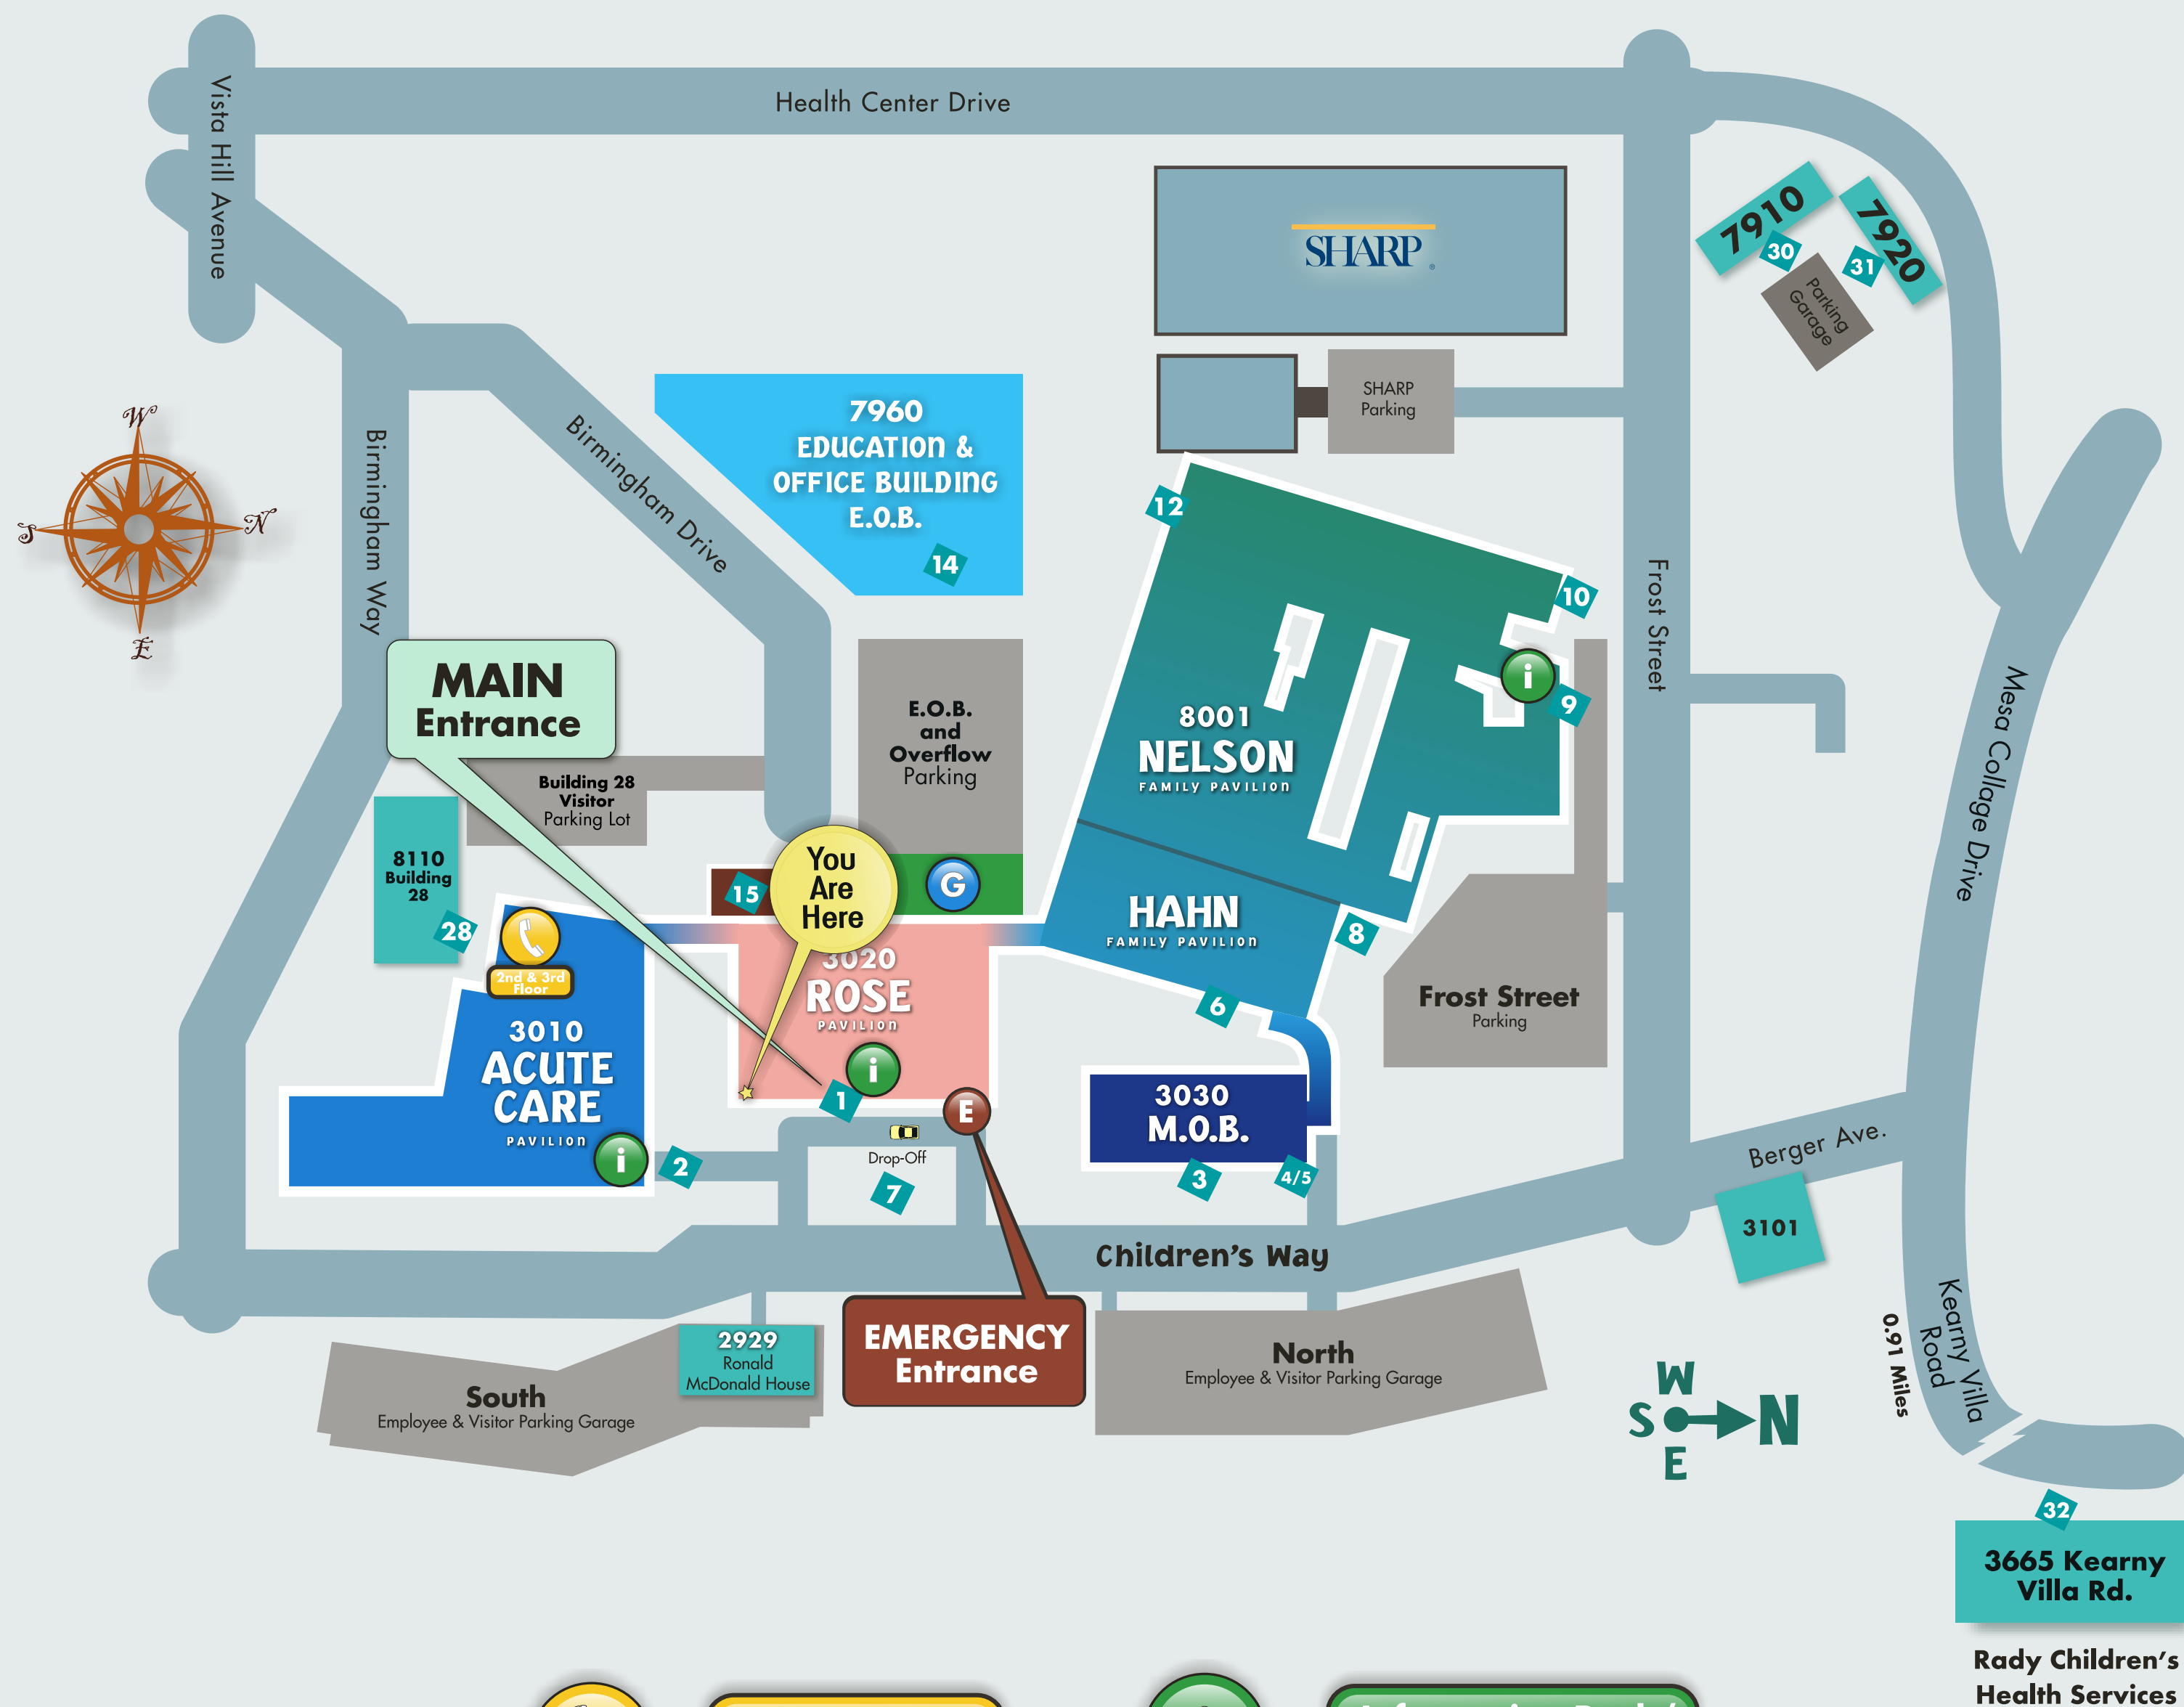 Vista Hill Avenue
Health Center Drive
SHARP
7910
30
7920
31
Parking
Garage
SHARP
Parking
W
N
S
E
Birmingham Way
Birmingham Drive
7960
EDUCATION &
OFFICE BUILDING
E.O.B.
14
12
10
Frost Street
9
i
Mesa Collage Drive
MAIN
Entrance
E.O.B.
and
Overflow
Parking
8001
NELSON
FAMILY PAVILION
Building 28
Visitor
Parking Lot
8110
Building
28
28
You
Are
Here
15
G
HAHN
FAMILY PAVILION
8
6
2nd & 3rd
Floor
3020
ROSE
PAVILION
Frost Street
Parking
3010
ACUTE
CARE
PAVILION
i
i
1
E
2
Drop-Off
7
3030
M.O.B.
3
4/5
Berger Ave.
3101
Children's Way
2929
Ronald
McDonald House
EMERGENCY
Entrance
South
Employee & Visitor Parking Garage
North
Employee & Visitor Parking Garage
Kearny Villa
Road
0.91 Miles
W
S
N
E
32
3665 Kearny
Villa Rd.
Rady Children's
Health Services